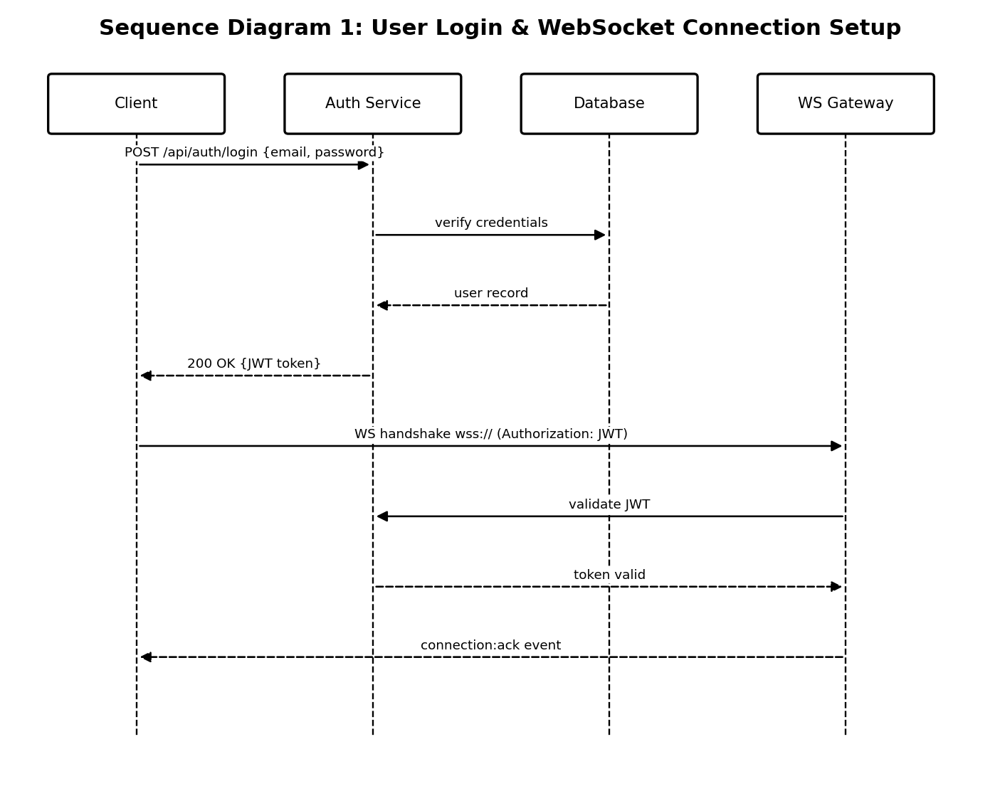 Sequence Diagram 1: User Login & WebSocket Connection Setup
Client
Auth Service
Database
WS Gateway
POST /api/auth/login {email, password}
verify credentials
user record
200 OK {JWT token}
WS handshake wss:// (Authorization: JWT)
validate JWT
token valid
connection:ack event